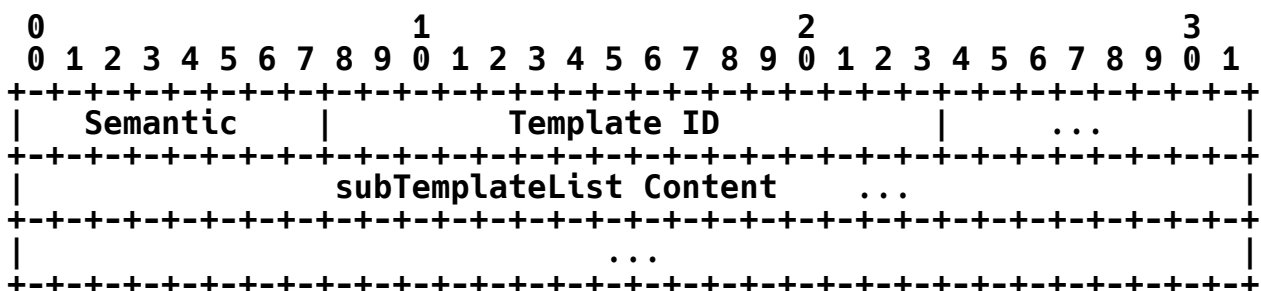 0                   1                   2                   3
 0 1 2 3 4 5 6 7 8 9 0 1 2 3 4 5 6 7 8 9 0 1 2 3 4 5 6 7 8 9 0 1
+-+-+-+-+-+-+-+-+-+-+-+-+-+-+-+-+-+-+-+-+-+-+-+-+-+-+-+-+-+-+-+-+
|   Semantic    |         Template ID           |     ...       |
+-+-+-+-+-+-+-+-+-+-+-+-+-+-+-+-+-+-+-+-+-+-+-+-+-+-+-+-+-+-+-+-+
|                subTemplateList Content    ...                 |
+-+-+-+-+-+-+-+-+-+-+-+-+-+-+-+-+-+-+-+-+-+-+-+-+-+-+-+-+-+-+-+-+
|                              ...                              |
+-+-+-+-+-+-+-+-+-+-+-+-+-+-+-+-+-+-+-+-+-+-+-+-+-+-+-+-+-+-+-+-+